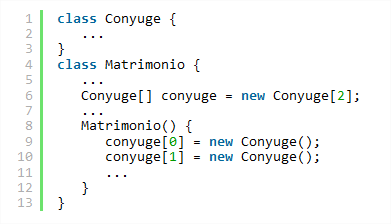 1 class Conyuge {
2     ...
3 }
4 class Matrimonio {
5    ...
6    Conyuge[] conyuge = new Conyuge[2];
7    ...
8    Matrimonio() {
9       conyuge[0] = new Conyuge();
10       conyuge[1] = new Conyuge();
11       ...
12    }
13 }